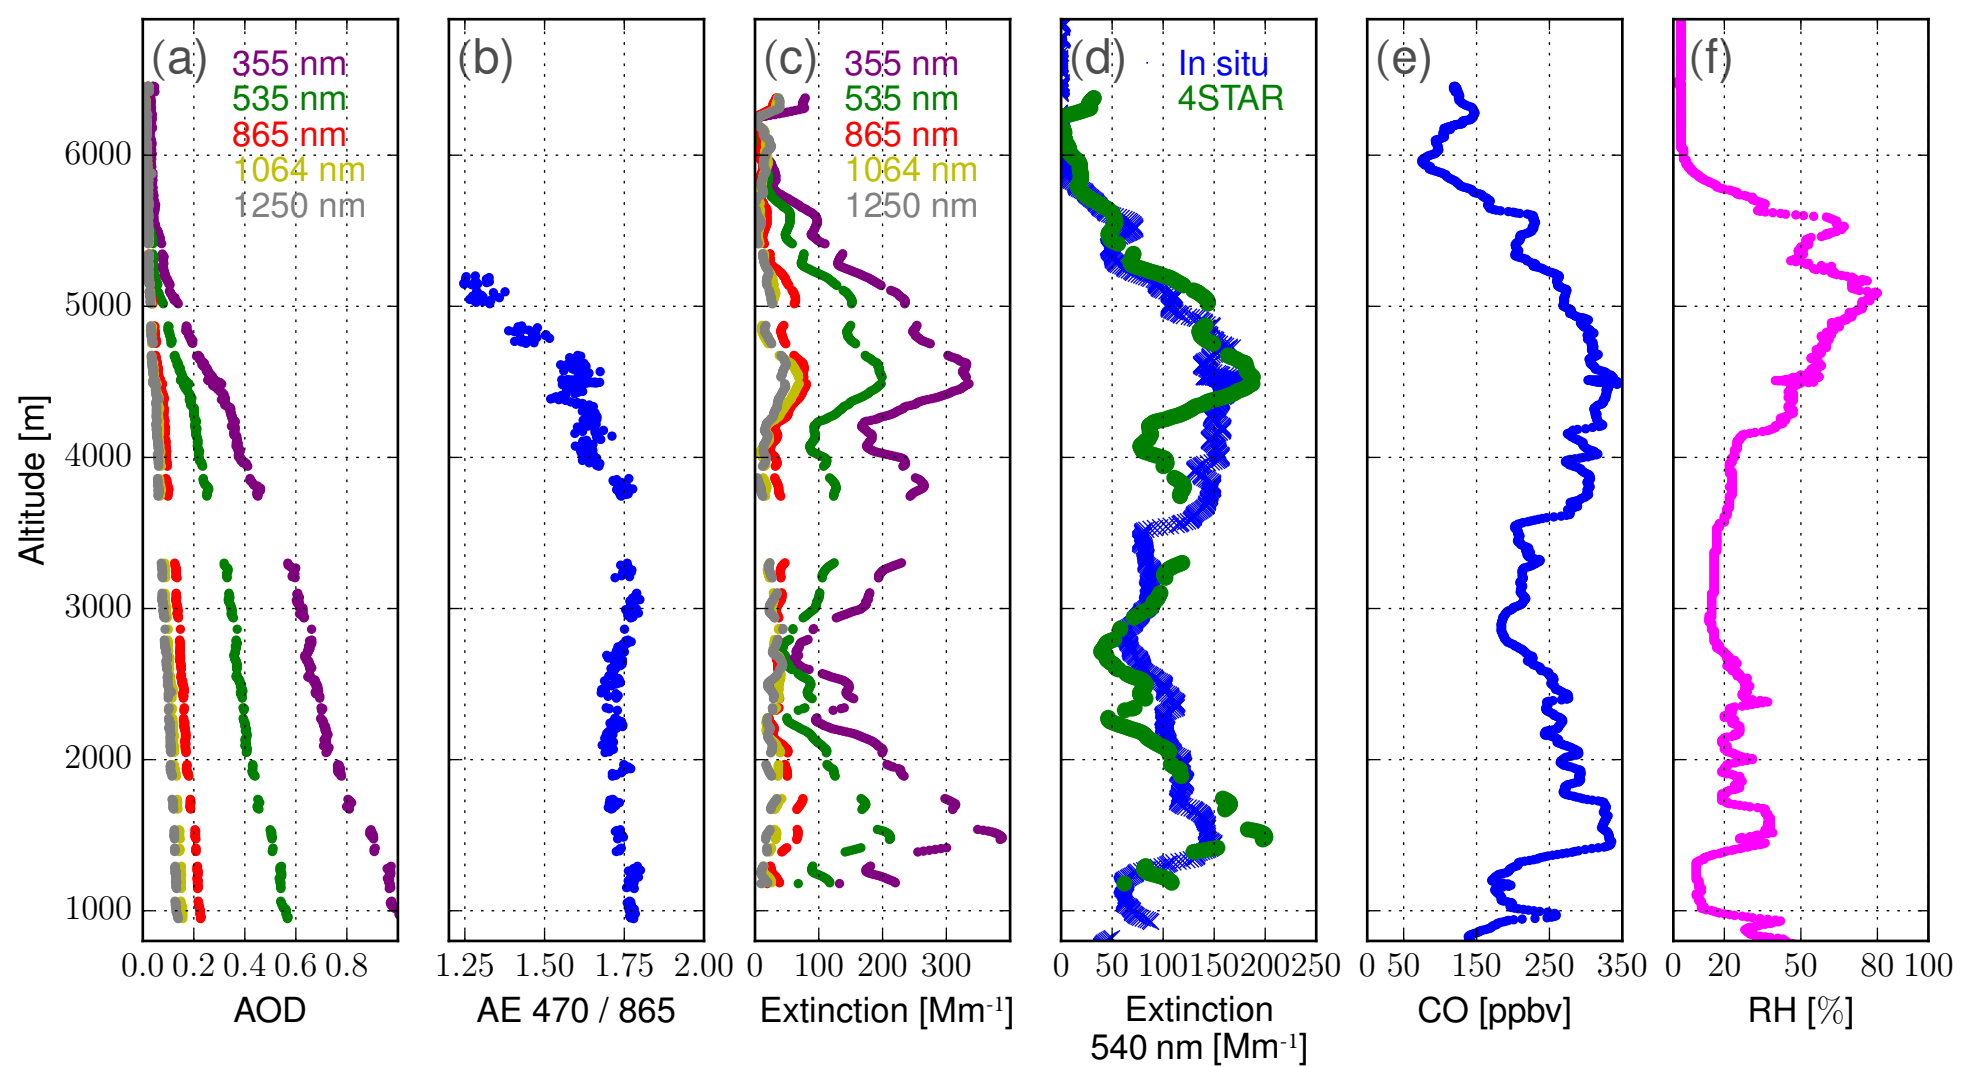 (a) 355 nm
535 nm
865 nm
1064 nm
1250 nm
(b)
(c) 355 nm
535 nm
865 nm
1064 nm
1250 nm
(d) In situ
4STAR
(e)
(f)
6000
5000
4000
3000
2000
1000
Altitude [m]
0.0 0.2 0.4 0.6 0.8
AOD
1.25 1.50 1.75 2.00
AE 470 / 865
0 100 200 300
Extinction [Mm⁻¹]
0 50 100 150 200 250
Extinction
540 nm [Mm⁻¹]
0 50 150 250 350
CO [ppbv]
0 20 50 80 100
RH [%]